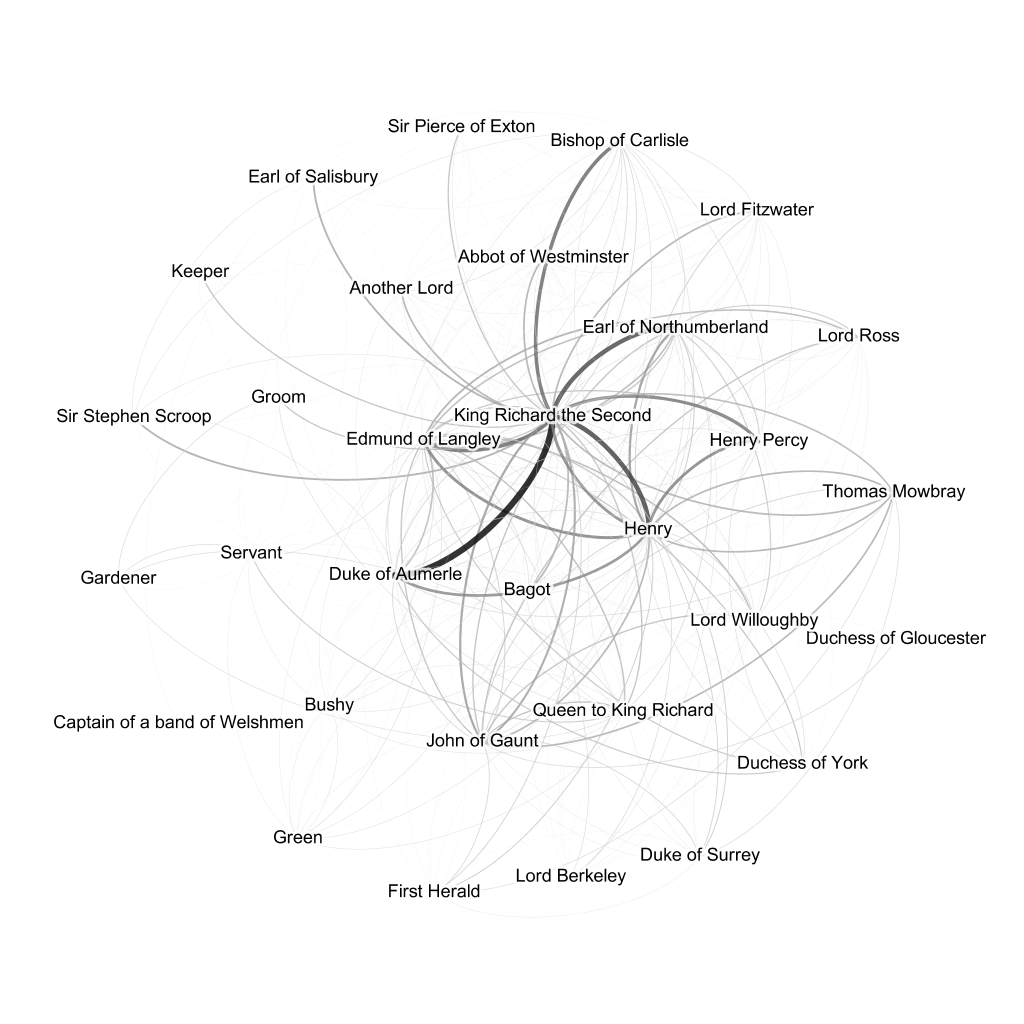 Sir Pierce of Exton
Bishop of Carlisle
Earl of Salisbury
Lord Fitzwater
Abbot of Westminster
Keeper
Another Lord
Earl of Northumberland
Lord Ross
Groom
Sir Stephen Scroop
King Richard the Second
Edmund of Langley
Henry Percy
Thomas Mowbray
Henry
Servant
Gardener
Duke of Aumerle
Bagot
Lord Willoughby
Duchess of Gloucester
Bushy
Queen to King Richard
Captain of a band of Welshmen
John of Gaunt
Duchess of York
Green
Duke of Surrey
Lord Berkeley
First Herald